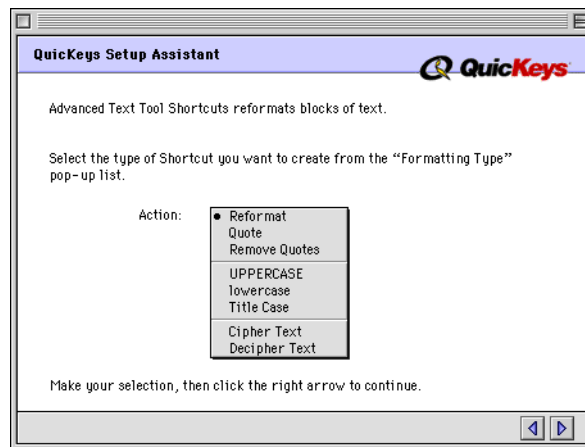 QuicKeys Setup Assistant
QuicKeys
Advanced Text Tool Shortcuts reformats blocks of text.
Select the type of Shortcut you want to create from the “Formatting Type”
pop-up list.
Action:
Reformat
Quote
Remove Quotes
UPPERCASE
lowercase
Title Case
Cipher Text
Decipher Text
Make your selection, then click the right arrow to continue.